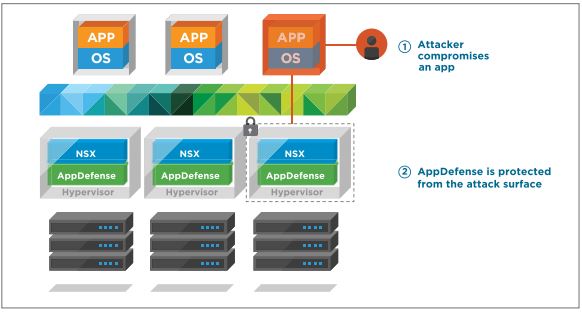 APP
OS
APP
OS
APP
OS
1 Attacker
compromises
an app
NSX
AppDefense
Hypervisor
NSX
AppDefense
Hypervisor
NSX
AppDefense
Hypervisor
2 AppDefense is protected
from the attack surface